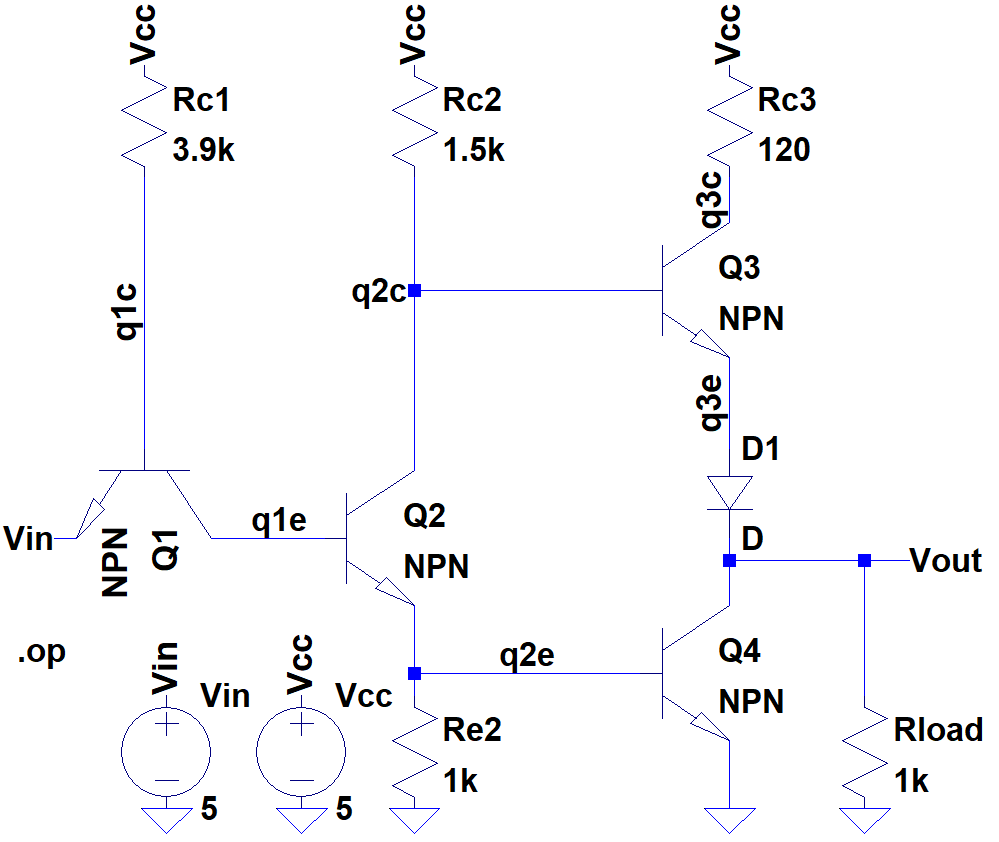 Vcc
Vcc
Vcc
Rc1
3.9k
Rc2
1.5k
Rc3
120
q3c
q1c
q2c
Q3
NPN
q3e
D1
D
Vout
Vin
NPN
Q1
q1e
Q2
NPN
q2e
Q4
NPN
.op
Vin
Vin
5
Vcc
Vcc
5
Re2
1k
Rload
1k